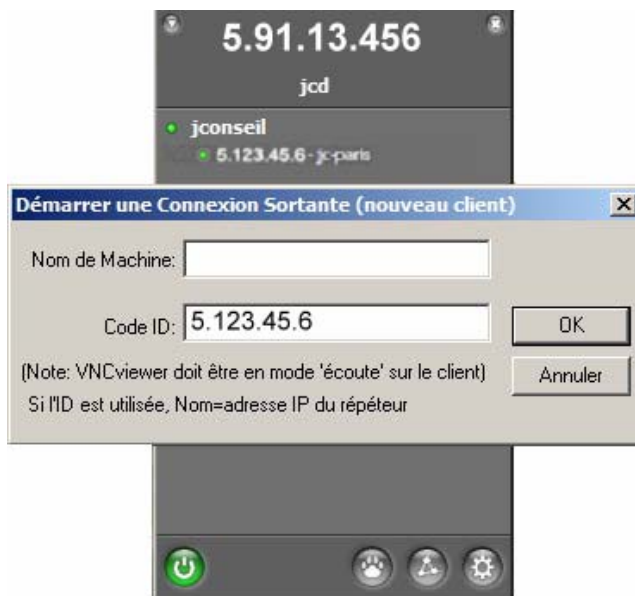 5.91.13.456
jcd
jconseil
5.123.45.6 - jc-paris
Démarrer une Connexion Sortante (nouveau client)
Nom de Machine:
Code ID: 5.123.45.6
OK
(Note: VNCviewer doit être en mode 'écoute' sur le client)
Annuler
Si l'ID est utilisée, Nom=adresse IP du répéteur